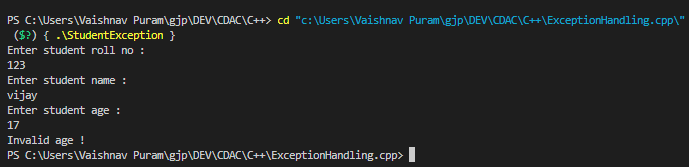 PS C:\Users\Vaishnav Puram\gjp\DEV\CDAC\C++> cd "c:\Users\Vaishnav Puram\gjp\DEV\CDAC\C++\ExceptionHandling.cpp\"
($?) { .\StudentException }
Enter student roll no :
123
Enter student name :
vijay
Enter student age :
17
Invalid age !
PS C:\Users\Vaishnav Puram\gjp\DEV\CDAC\C++\ExceptionHandling.cpp>